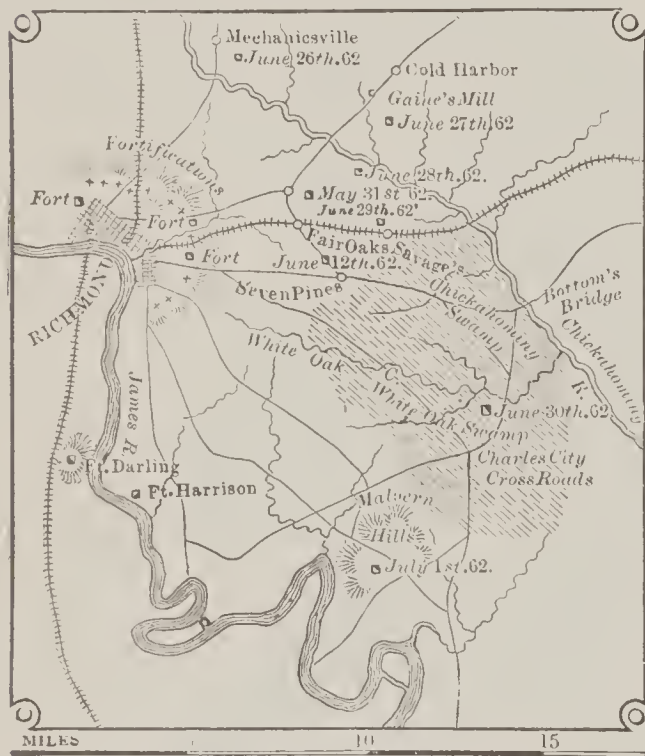 Mechanicsville
June 26th.62
Cold Harbor
Gaine's Mill
June 27th 62
Fortifications
June 28th.62.
Fort
May 31st 62.
June 29th.62'
Fort
Fair Oaks
Savage's
Fort
June 12th.62.
Seven Pines
Chickahominy
Swamp
Bottom's
Bridge
Chickahominy
R.
RICHMOND
White Oak C.
White Oak Swamp
June 30th.62
James R.
Ft. Darling
Ft. Harrison
Charles City
Cross Roads
Malvern
Hills
July 1st.62.
MILES
10
15